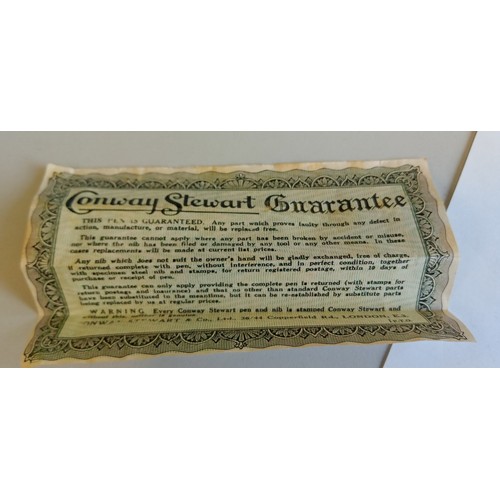 Conway Stewart Guarantee
THIS PEN IS GUARANTEED. Any part which proves faulty through any defect in
action, manufacture, or material, will be replaced free.
This guarantee cannot apply where any part has been broken by accident or misuse,
nor where the nib has been filed or damaged by any tool or any other means. In these
cases replacements will be made at current list prices.
Any nib which does not suit the owner's hand will be gladly exchanged, free of charge,
if returned complete with pen, without interference, and in perfect condition, together
with specimen steel nib and stamps, for return registered postage, within 10 days of
purchase or receipt of pen.
This guarantee can only apply providing the complete pen is returned (with stamps for
return postage and insurance) and that no other than standard Conway Stewart parts
have been substituted in the meantime, but it can be re-established by substitute parts
being replaced by us at regular prices.
WARNING. Every Conway Stewart pen and nib is stamped Conway Stewart and
CONWAY STEWART & Co., Ltd., Copperfield Rd., LONDON, E.3.